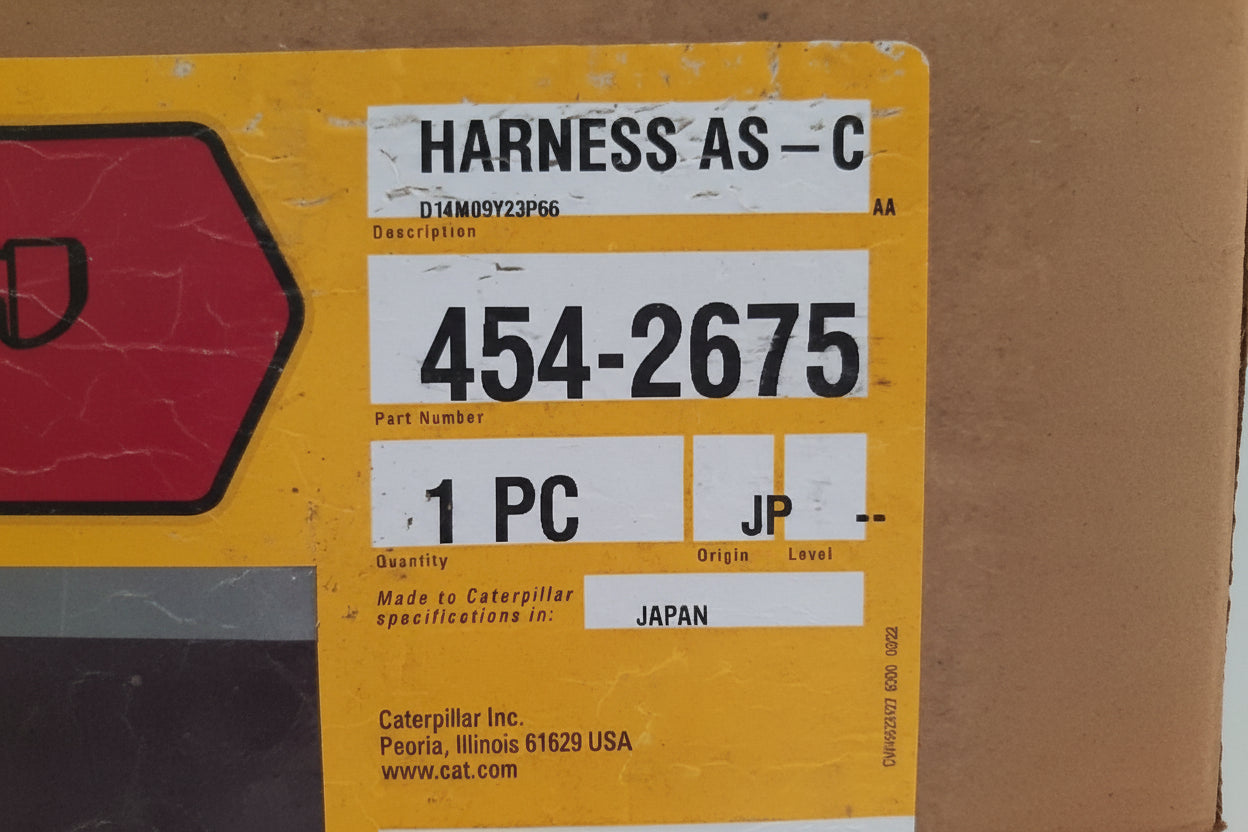 HARNESS AS-C
D14M09Y23P66 AA
Description
454-2675
Part Number
1 PC JP --
Quantity Origin Level
Made to Caterpillar
specifications in:
JAPAN
Caterpillar Inc.
Peoria, Illinois 61629 USA
www.cat.com